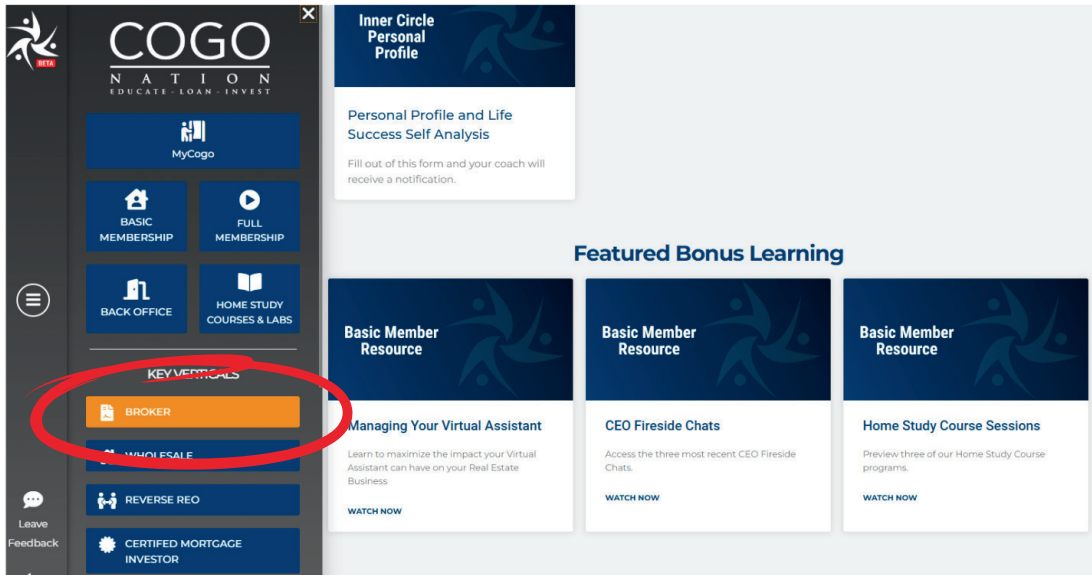 BETA
COGO
NATION
EDUCATE - LOAN - INVEST
MyCogo
BASIC
MEMBERSHIP
FULL
MEMBERSHIP
BACK OFFICE
HOME STUDY
COURSES & LABS
KEY VERTICALS
BROKER
WHOLESALE
REVERSE REO
CERTIFED MORTGAGE
INVESTOR
Leave
Feedback
Inner Circle
Personal
Profile
Personal Profile and Life
Success Self Analysis
Fill out of this form and your coach will
receive a notification.
Featured Bonus Learning
Basic Member
Resource
Managing Your Virtual Assistant
Learn to maximize the impact your Virtual
Assistant can have on your Real Estate
Business
WATCH NOW
Basic Member
Resource
CEO Fireside Chats
Access the three most recent CEO Fireside
Chats.
WATCH NOW
Basic Member
Resource
Home Study Course Sessions
Preview three of our Home Study Course
programs.
WATCH NOW